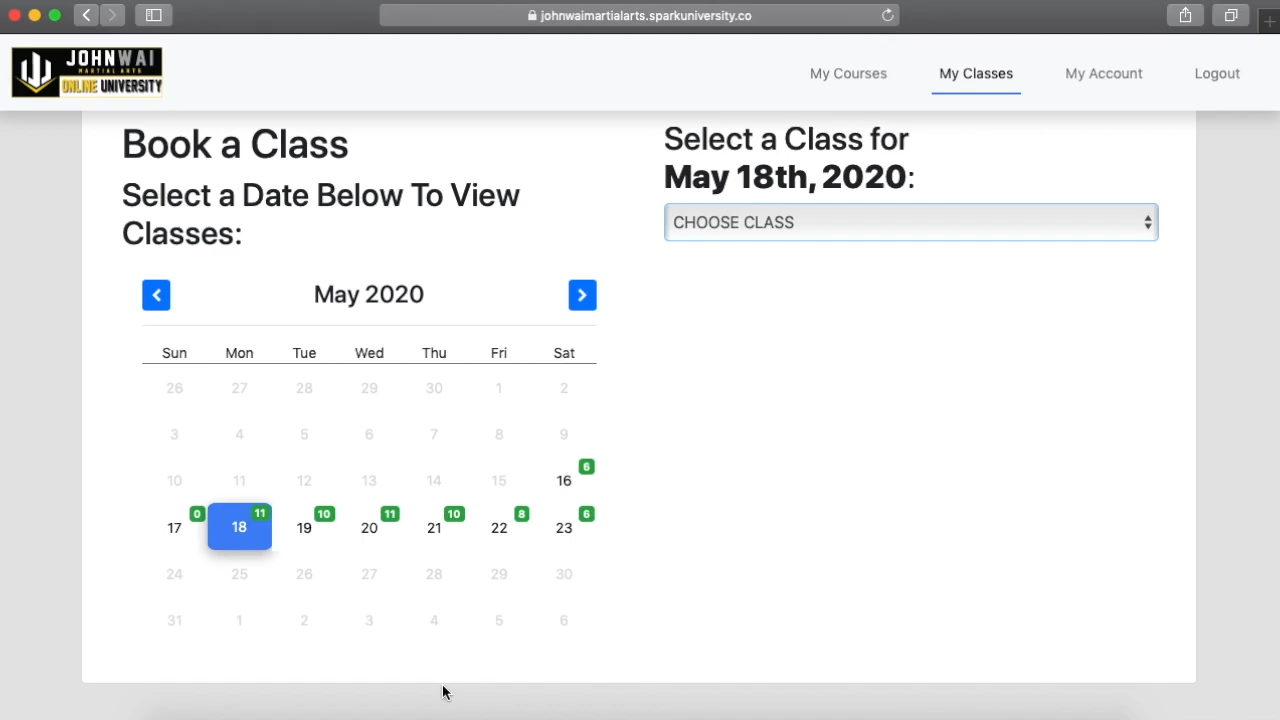 johnwaimartialarts.sparkuniversity.co
JOHNWAI
MARTIAL ARTS
ONLINE UNIVERSITY
My Courses
My Classes
My Account
Logout
Book a Class
Select a Date Below To View
Classes:
May 2020
Sun Mon Tue Wed Thu Fri Sat
26 27 28 29 30 1 2
3 4 5 6 7 8 9
10 11 12 13 14 15 16 6
17 0 18 11 19 10 20 11 21 10 22 8 23 6
24 25 26 27 28 29 30
31 1 2 3 4 5 6
Select a Class for
May 18th, 2020:
CHOOSE CLASS